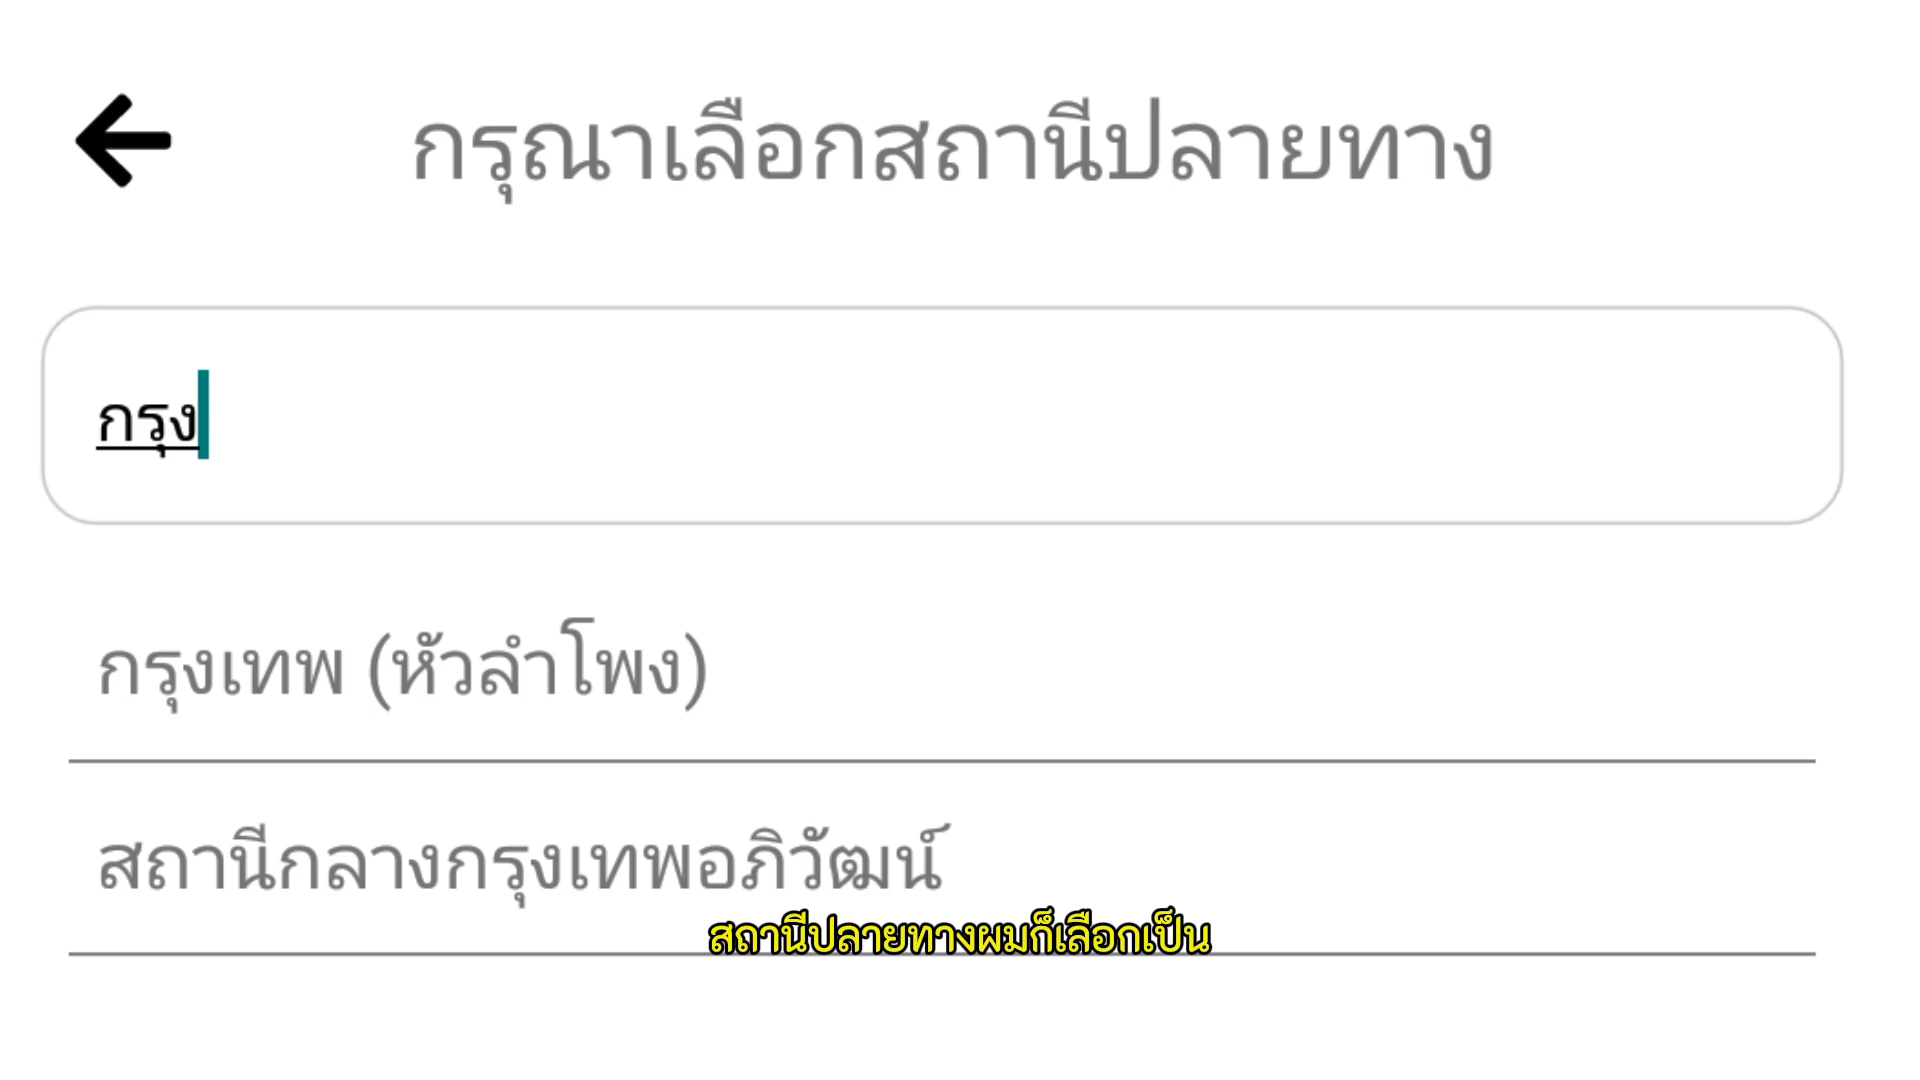 กรุณาเลือกสถานีปลายทาง
กรุง
กรุงเทพ (หัวลำโพง)
สถานีกลางกรุงเทพอภิวัฒน์
สถานีปลายทางผมก็เลือกเป็น